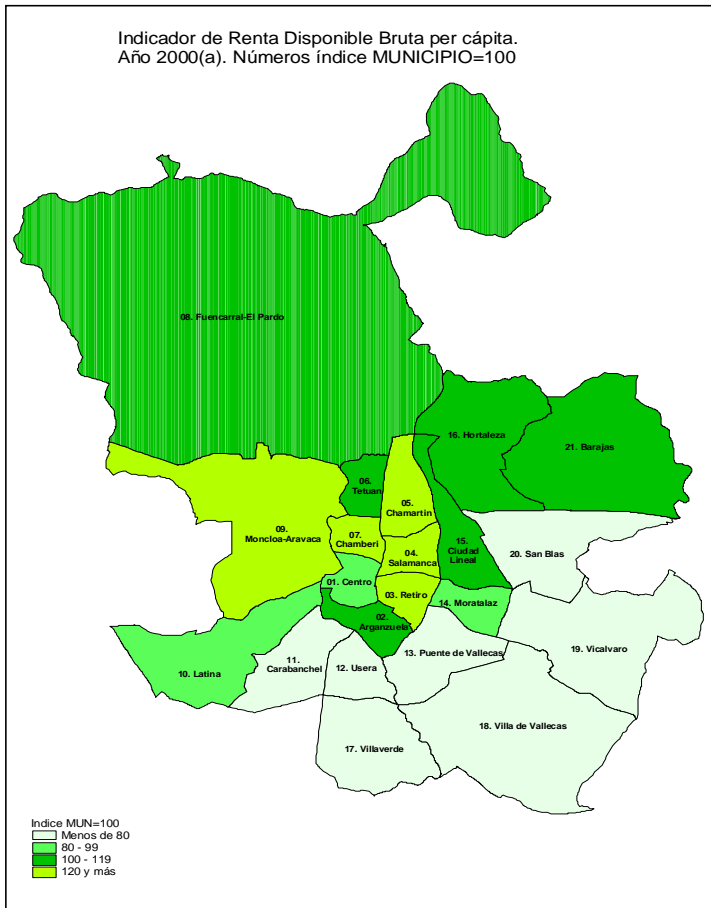 Indicador de Renta Disponible Bruta per cápita.
Año 2000(a). Números índice MUNICIPIO=100
08. Fuencarral-El Pardo
16. Hortaleza
21. Barajas
06.
Tetuan
05.
Chamartin
09.
Moncloa-Aravaca
07.
Chamberi
15.
Ciudad
Lineal
20. San Blas
04.
Salamanca
01. Centro
03. Retiro
14. Moratalaz
02.
Arganzuela
10. Latina
11.
Carabanchel
12. Usera
13. Puente de Vallecas
19. Vicalvaro
18. Villa de Vallecas
17. Villaverde
Indice MUN=100
Menos de 80
80 - 99
100 - 119
120 y más